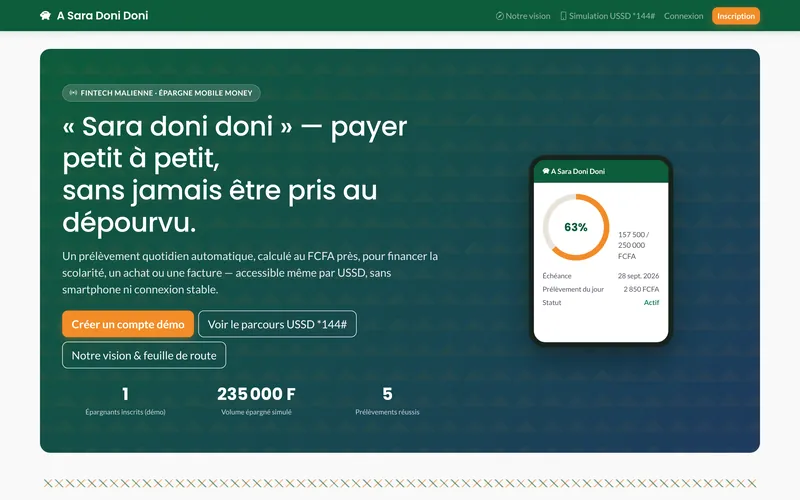 A Sara Doni Doni
Notre vision
Simulation USSD *144#
Connexion
Inscription
FINTECH MALIENNE · ÉPARGNE MOBILE MONEY
« Sara doni doni » — payer
petit à petit,
sans jamais être pris au
dépourvu.
Un prélèvement quotidien automatique, calculé au FCFA près, pour financer la
scolarité, un achat ou une facture — accessible même par USSD, sans
smartphone ni connexion stable.
Créer un compte démo
Voir le parcours USSD *144#
Notre vision & feuille de route
1
Épargnants inscrits (démo)
235 000 F
Volume épargné simulé
5
Prélèvements réussis
A Sara Doni Doni
63%
157 500 /
250 000
FCFA
Échéance 28 sept. 2026
Prélèvement du jour 2 850 FCFA
Statut Actif